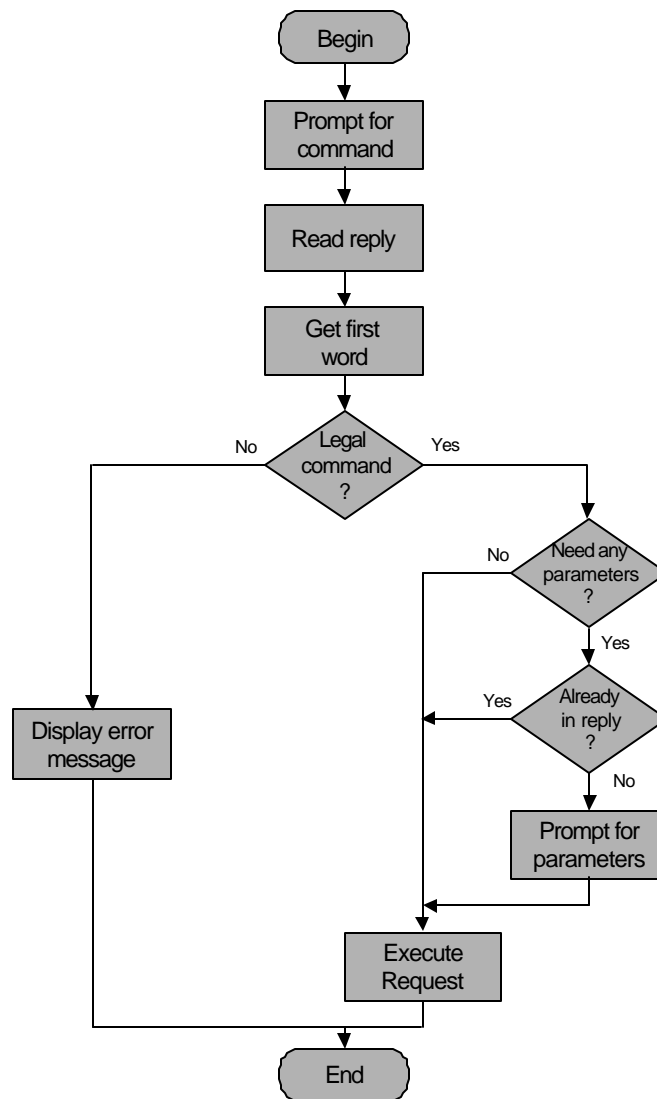 Begin
Prompt for
command
Read reply
Get first
word
Legal
command
?
No
Yes
Need any
parameters
?
No
Yes
Already
in reply
?
Yes
No
Display error
message
Prompt for
parameters
Execute
Request
End